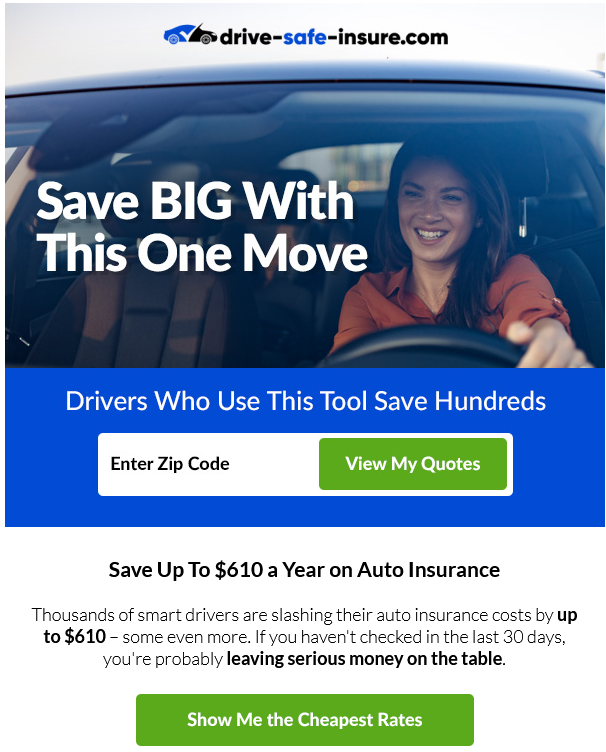 drive-safe-insure.com
Save BIG With
This One Move
Drivers Who Use This Tool Save Hundreds
Enter Zip Code
View My Quotes
Save Up To $610 a Year on Auto Insurance
Thousands of smart drivers are slashing their auto insurance costs by up
to $610 – some even more. If you haven't checked in the last 30 days,
you're probably leaving serious money on the table.
Show Me the Cheapest Rates